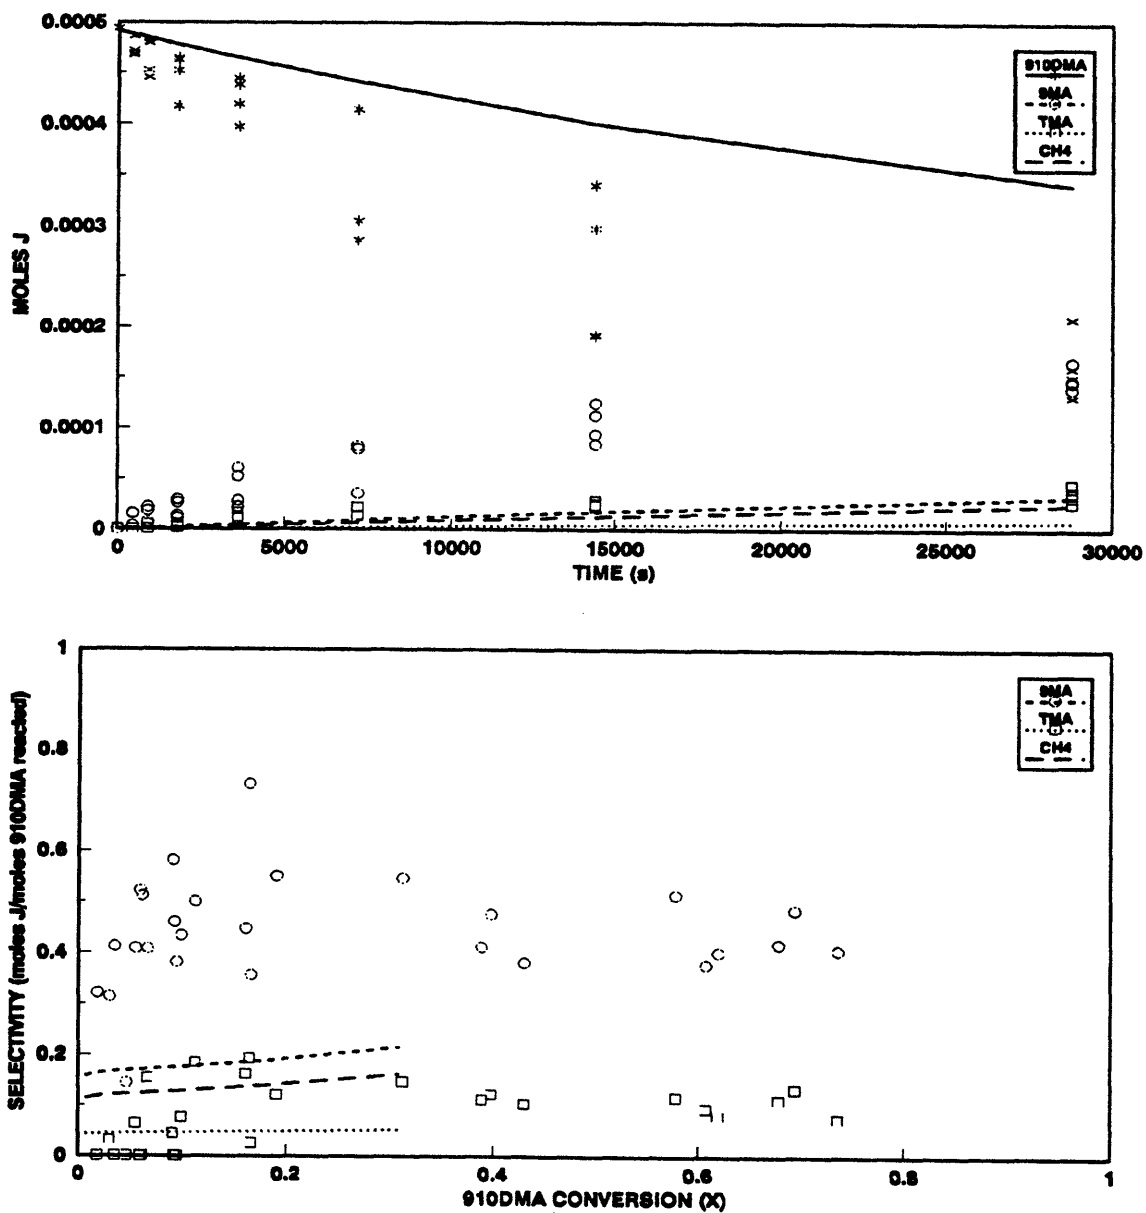 0.0005
0.0004
0.0003
0.0002
0.0001
0
MOLES J
910DMA
9MA
TMA
CH4
0 5000 10000 15000 20000 25000 30000
TIME (s)
1
0.8
0.6
0.4
0.2
0
SELECTIVITY (moles J/moles 910DMA reacted)
9MA
TMA
CH4
0 0.2 0.4 0.6 0.8 1
910DMA CONVERSION (X)